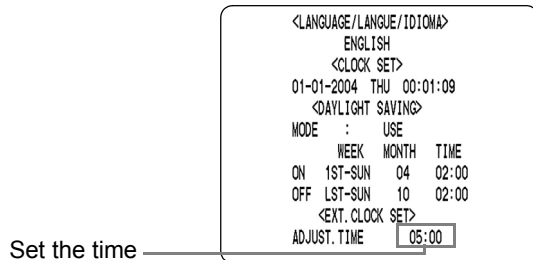 <LANGUAGE/LANGUE/IDIOMA>
ENGLISH
<CLOCK SET>
01-01-2004 THU 00:01:09
<DAYLIGHT SAVING>
MODE : USE
WEEK MONTH TIME
ON 1ST-SUN 04 02:00
OFF LST-SUN 10 02:00
<EXT.CLOCK SET>
ADJUST.TIME 05:00
Set the time